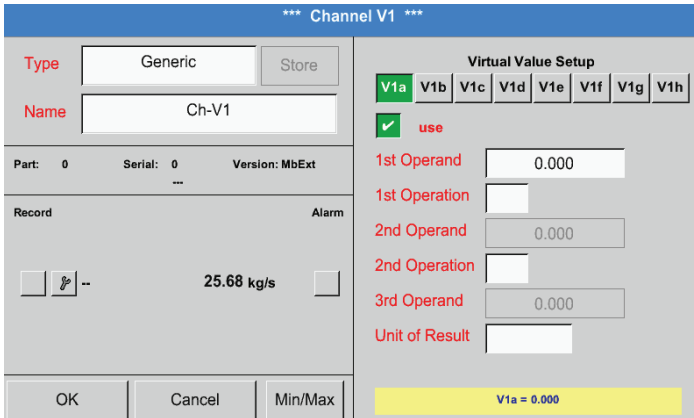 *** Channel V1 ***
Type
Generic
Store
Name
Ch-V1
Part: 0 Serial: 0 Version: MbExt
---
Record
Alarm
-- 25.68 kg/s
OK
Cancel
Min/Max
Virtual Value Setup
V1a V1b V1c V1d V1e V1f V1g V1h
use
1st Operand 0.000
1st Operation
2nd Operand 0.000
2nd Operation
3rd Operand 0.000
Unit of Result
V1a = 0.000